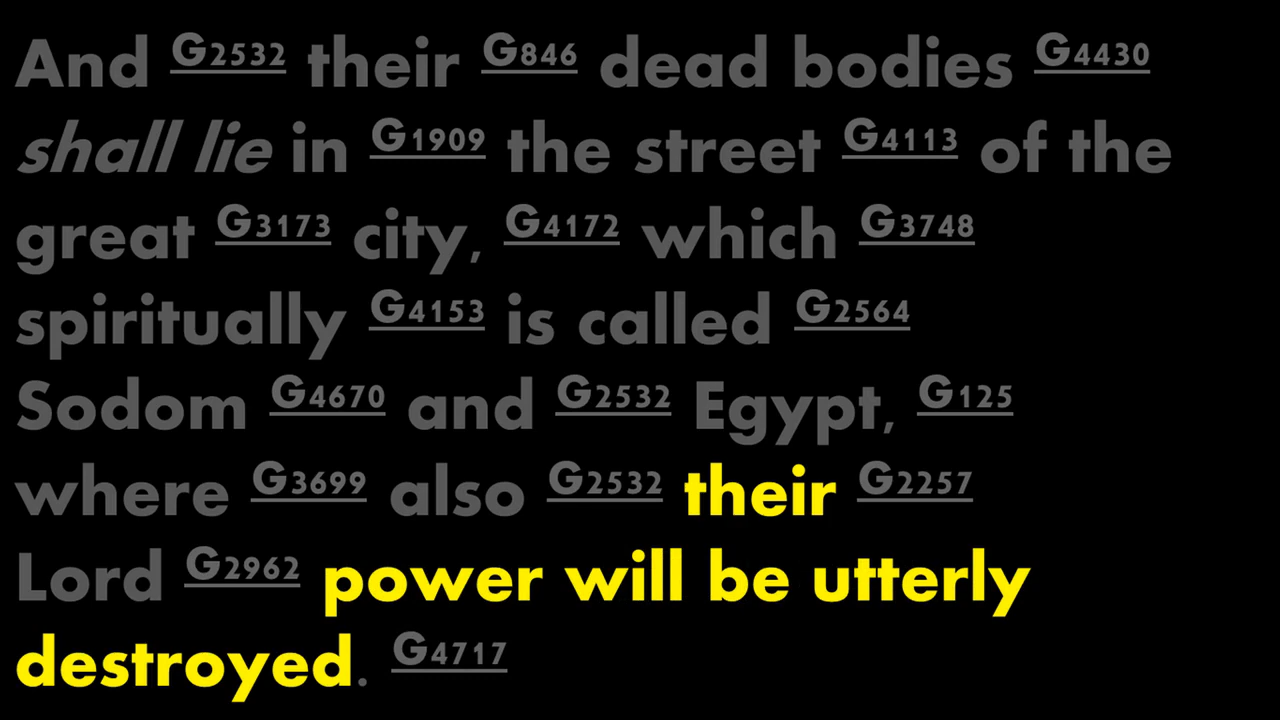 And G2532 their G846 dead bodies G4430
shall lie in G1909 the street G4113 of the
great G3173 city, G4172 which G3748
spiritually G4153 is called G2564
Sodom G4670 and G2532 Egypt, G125
where G3699 also G2532 their G2257
Lord G2962 power will be utterly
destroyed. G4717